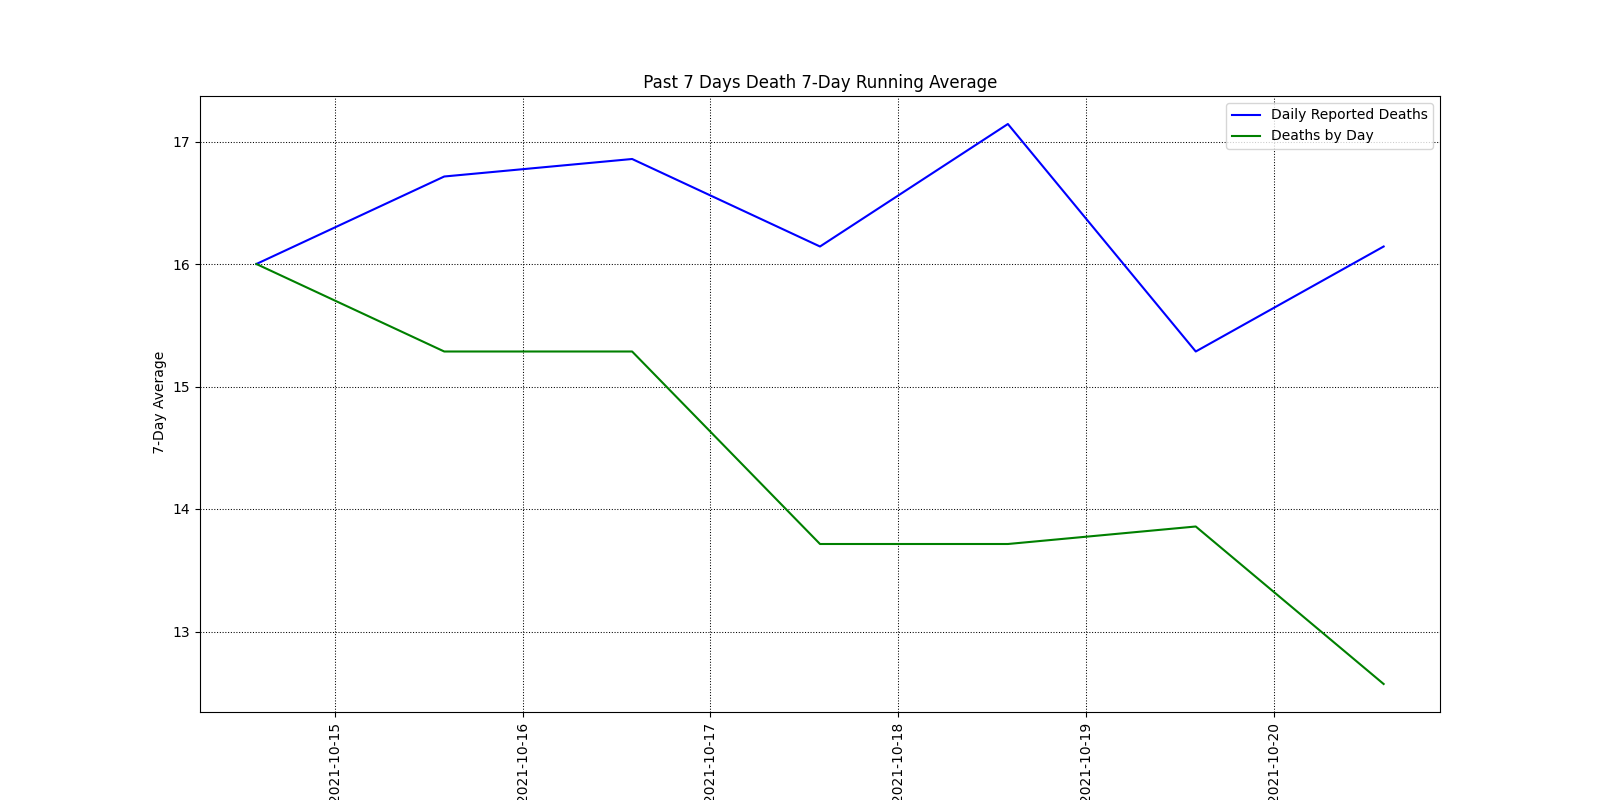 Past 7 Days Death 7-Day Running Average
Daily Reported Deaths
Deaths by Day
7-Day Average
17
16
15
14
13
2021-10-15
2021-10-16
2021-10-17
2021-10-18
2021-10-19
2021-10-20